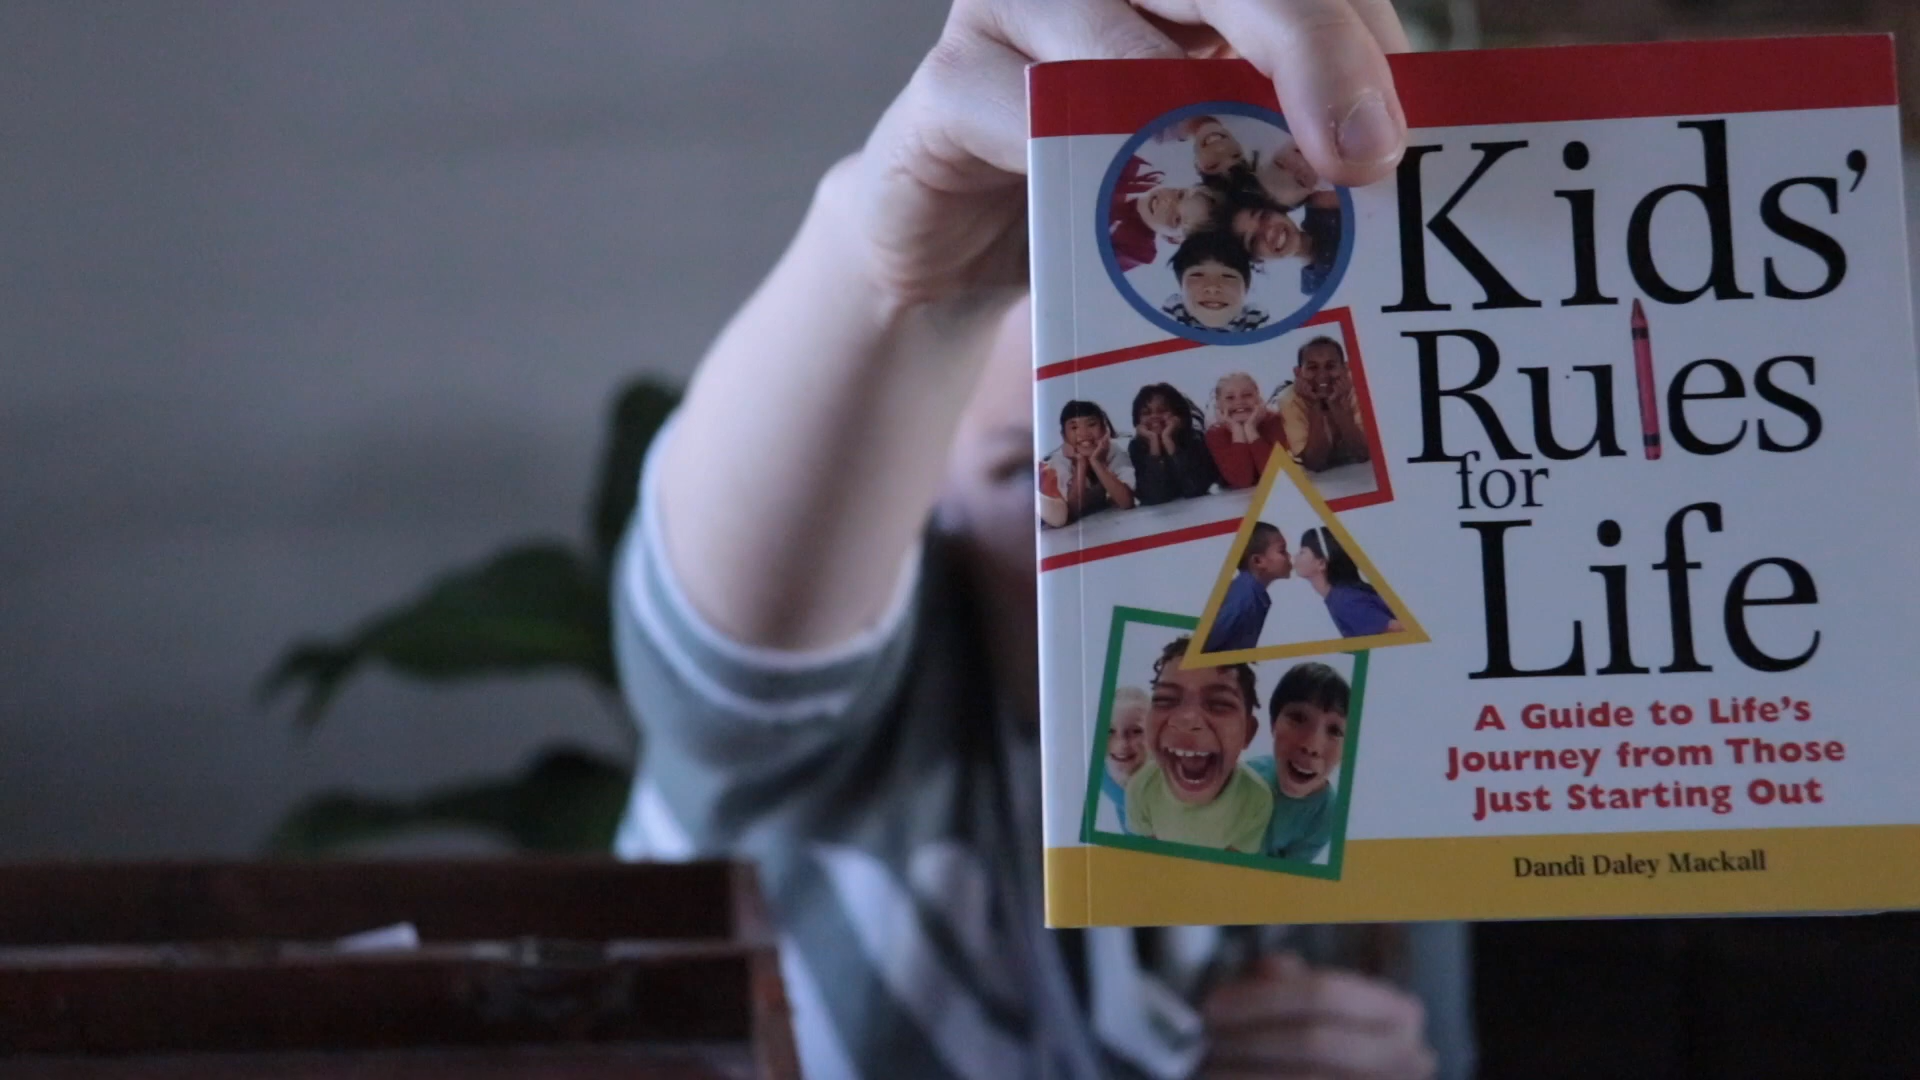 Kids’
Rules
for
Life
A Guide to Life’s
Journey from Those
Just Starting Out
Dandi Daley Mackall